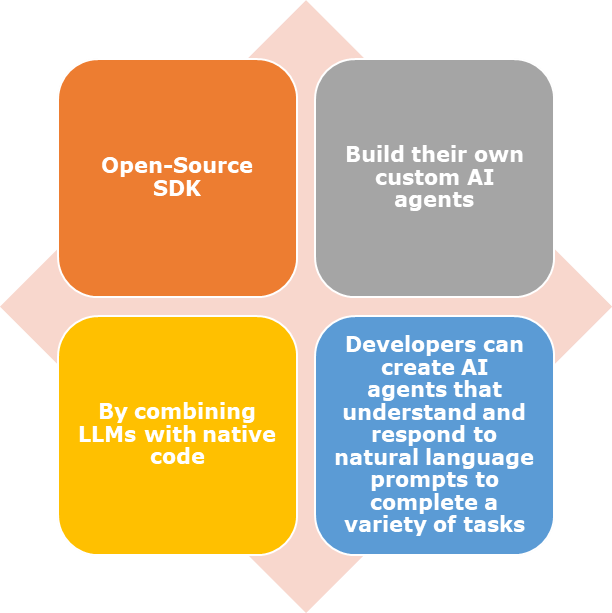 Open-Source
SDK
Build their own
custom AI
agents
By combining
LLMs with native
code
Developers can
create AI
agents that
understand and
respond to
natural language
prompts to
complete a
variety of tasks